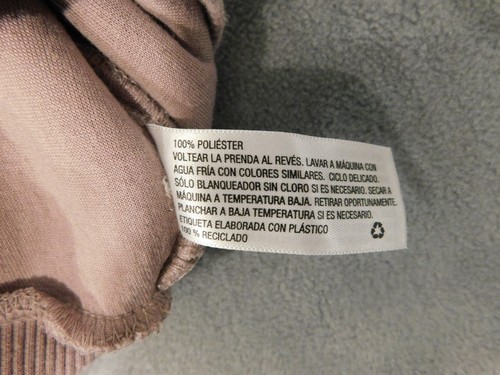 100% POLIÉSTER
VOLTEAR LA PRENDA AL REVÉS. LAVAR A MÁQUINA CON
AGUA FRÍA CON COLORES SIMILARES. CICLO DELICADO.
SÓLO BLANQUEADOR SIN CLORO SI ES NECESARIO. SECAR A
MÁQUINA A TEMPERATURA BAJA. RETIRAR OPORTUNAMENTE.
PLANCHAR A BAJA TEMPERATURA SI ES NECESARIO.
ETIQUETA ELABORADA CON PLÁSTICO
100 % RECICLADO